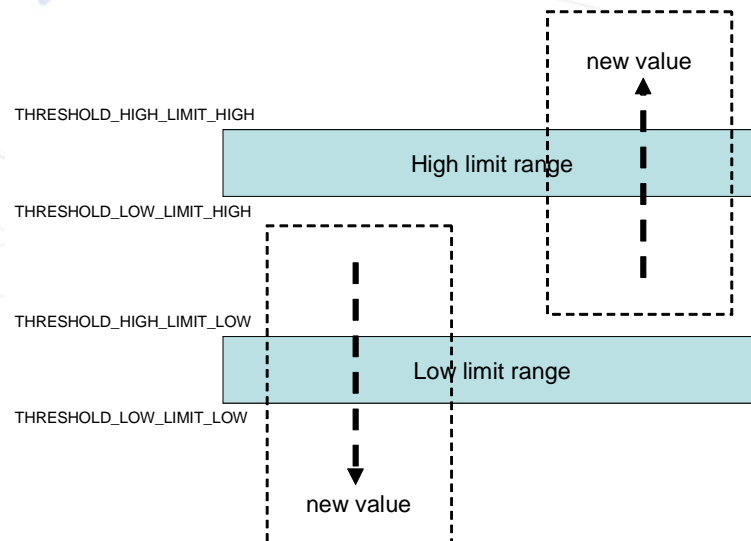 new value
THRESHOLD_HIGH_LIMIT_HIGH
High limit range
THRESHOLD_LOW_LIMIT_HIGH
THRESHOLD_HIGH_LIMIT_LOW
Low limit range
THRESHOLD_LOW_LIMIT_LOW
new value